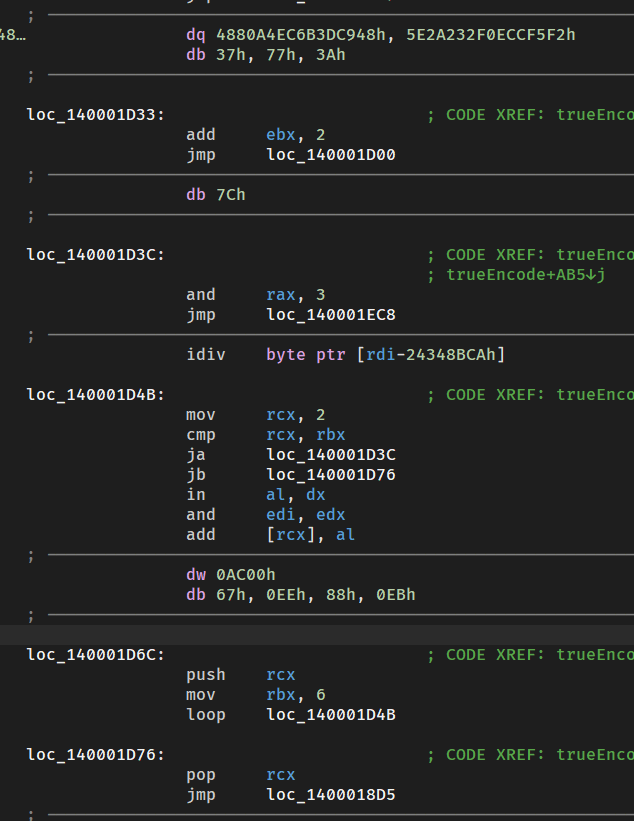 48…	dq 4880A4EC6B3DC948h, 5E2A232F0ECCF5F2h
db 37h, 77h, 3Ah
;
loc_140001D33: ; CODE XREF: trueEnco
add ebx, 2
jmp loc_140001D00
;
db 7Ch
;
loc_140001D3C: ; CODE XREF: trueEnco
; trueEncode+AB5↓j
and rax, 3
jmp loc_140001EC8
;
idiv byte ptr [rdi-24348BCAh]
loc_140001D4B: ; CODE XREF: trueEnco
mov rcx, 2
cmp rcx, rbx
ja loc_140001D3C
jb loc_140001D76
in al, dx
and edi, edx
add [rcx], al
;
dw 0AC00h
db 67h, 0EEh, 88h, 0EBh
;
loc_140001D6C: ; CODE XREF: trueEnco
push rcx
mov rbx, 6
loop loc_140001D4B
loc_140001D76: ; CODE XREF: trueEnco
pop rcx
jmp loc_1400018D5
;